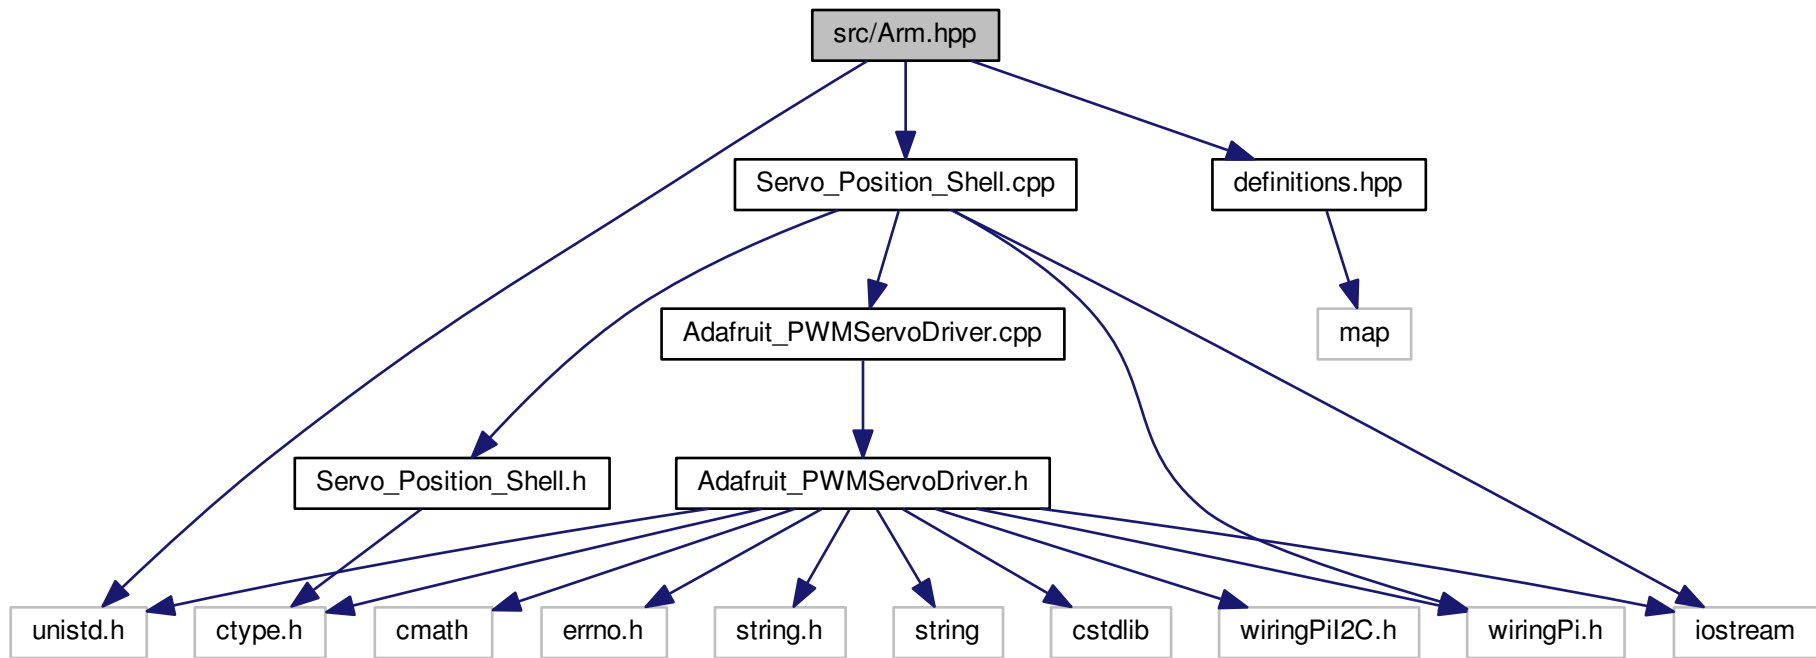 src/Arm.hpp
Servo_Position_Shell.cpp
definitions.hpp
Adafruit_PWMServoDriver.cpp
map
Servo_Position_Shell.h
Adafruit_PWMServoDriver.h
unistd.h
ctype.h
cmath
errno.h
string.h
string
cstdlib
wiringPiI2C.h
wiringPi.h
iostream